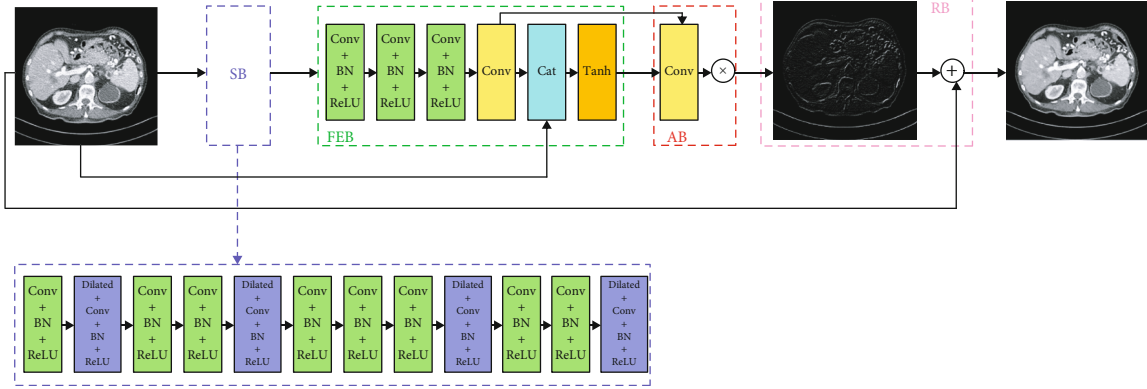 SB
Conv
+
BN
+
ReLU
Conv
+
BN
+
ReLU
Conv
+
BN
+
ReLU
Conv
Cat
Tanh
FEB
Conv
×
AB
RB
+
Conv
+
BN
+
ReLU
Dilated
+
Conv
+
BN
+
ReLU
Conv
+
BN
+
ReLU
Conv
+
BN
+
ReLU
Dilated
+
Conv
+
BN
+
ReLU
Conv
+
BN
+
ReLU
Conv
+
BN
+
ReLU
Conv
+
BN
+
ReLU
Dilated
+
Conv
+
BN
+
ReLU
Conv
+
BN
+
ReLU
Conv
+
BN
+
ReLU
Dilated
+
Conv
+
BN
+
ReLU